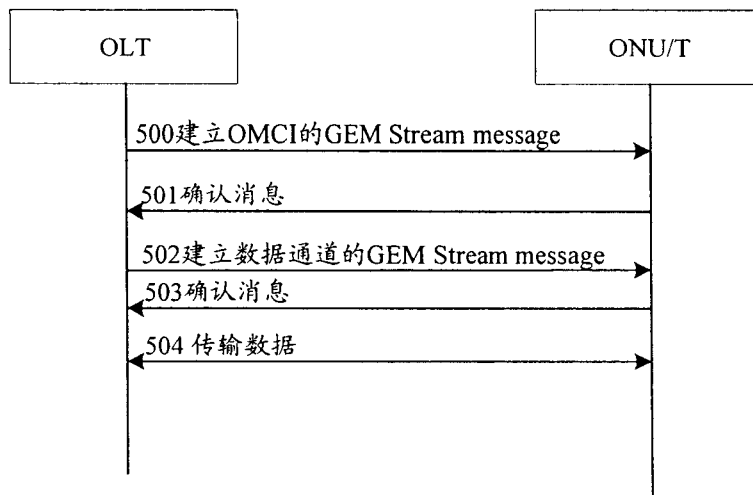 OLT
ONU/T
500建立OMCI的GEM Stream message
501确认消息
502建立数据通道的GEM Stream message
503确认消息
504 传输数据